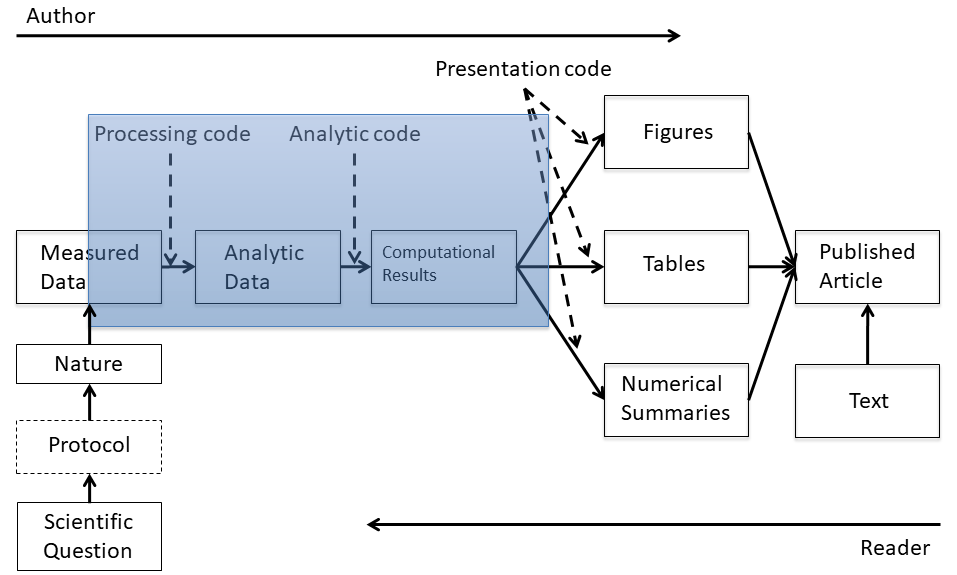 Author
Presentation code
Processing code
Analytic code
Figures
Measured
Data
Analytic
Data
Computational
Results
Tables
Published
Article
Nature
Numerical
Summaries
Text
Protocol
Scientific
Question
Reader